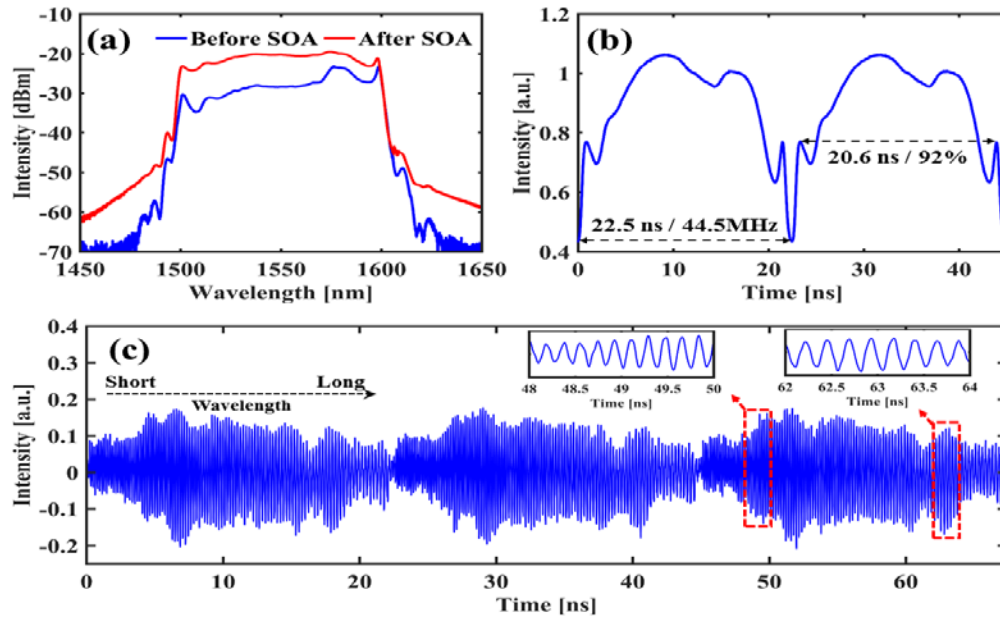 (a)
Before SOA After SOA
Intensity [dBm]
-10
-20
-30
-40
-50
-60
-70
1450 1500 1550 1600 1650
Wavelength [nm]
(b)
Intensity [a.u.]
1.2
1
0.8
0.6
0.4
20.6 ns / 92%
22.5 ns / 44.5MHz
0 10 20 30 40
Time [ns]
(c)
Intensity [a.u.]
0.4
0.3
0.2
0.1
0
-0.1
-0.2
Short Long
Wavelength
48 48.5 49 49.5 50
Time [ns]
62 62.5 63 63.5 64
Time [ns]
0 10 20 30 40 50 60
Time [ns]